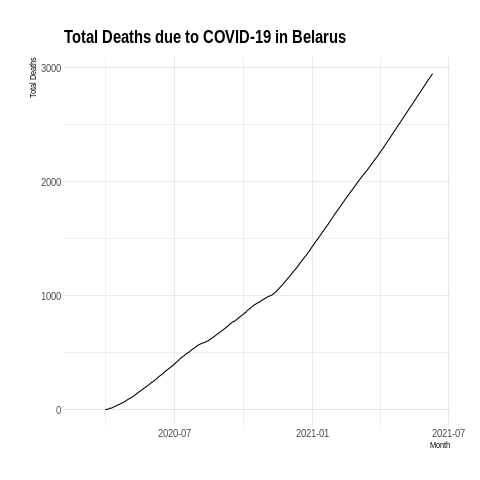 Total Deaths due to COVID-19 in Belarus
Total Deaths
3000
2000
1000
0
2020-07 2021-01 2021-07
Month